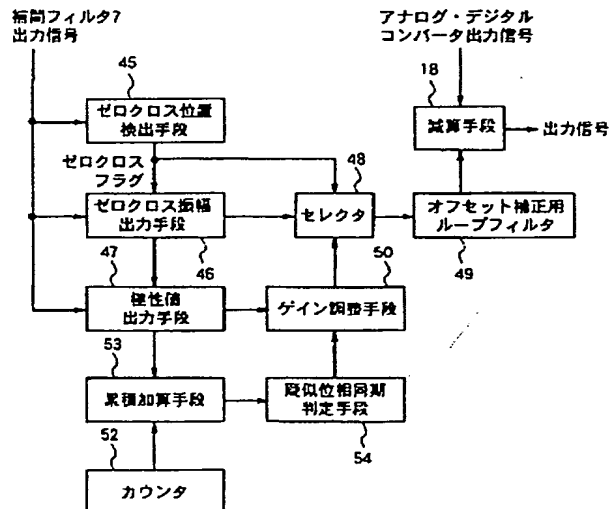 補間フィルタ7
出力信号
アナログ・デジタル
コンバータ出力信号
45
ゼロクロス位置
検出手段
18
減算手段
出力信号
ゼロクロス
フラグ
48
ゼロクロス振幅
出力手段
46
セレクタ
オフセット補正用
ループフィルタ
49
47
極性値
出力手段
50
ゲイン調整手段
53
累積加算手段
疑似位相同期
判定手段
54
52
カウンタ